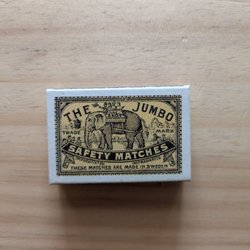 THE JUMBO
TRADE MARK
SAFETY MATCHES
THESE MATCHES ARE MADE IN SWEDEN